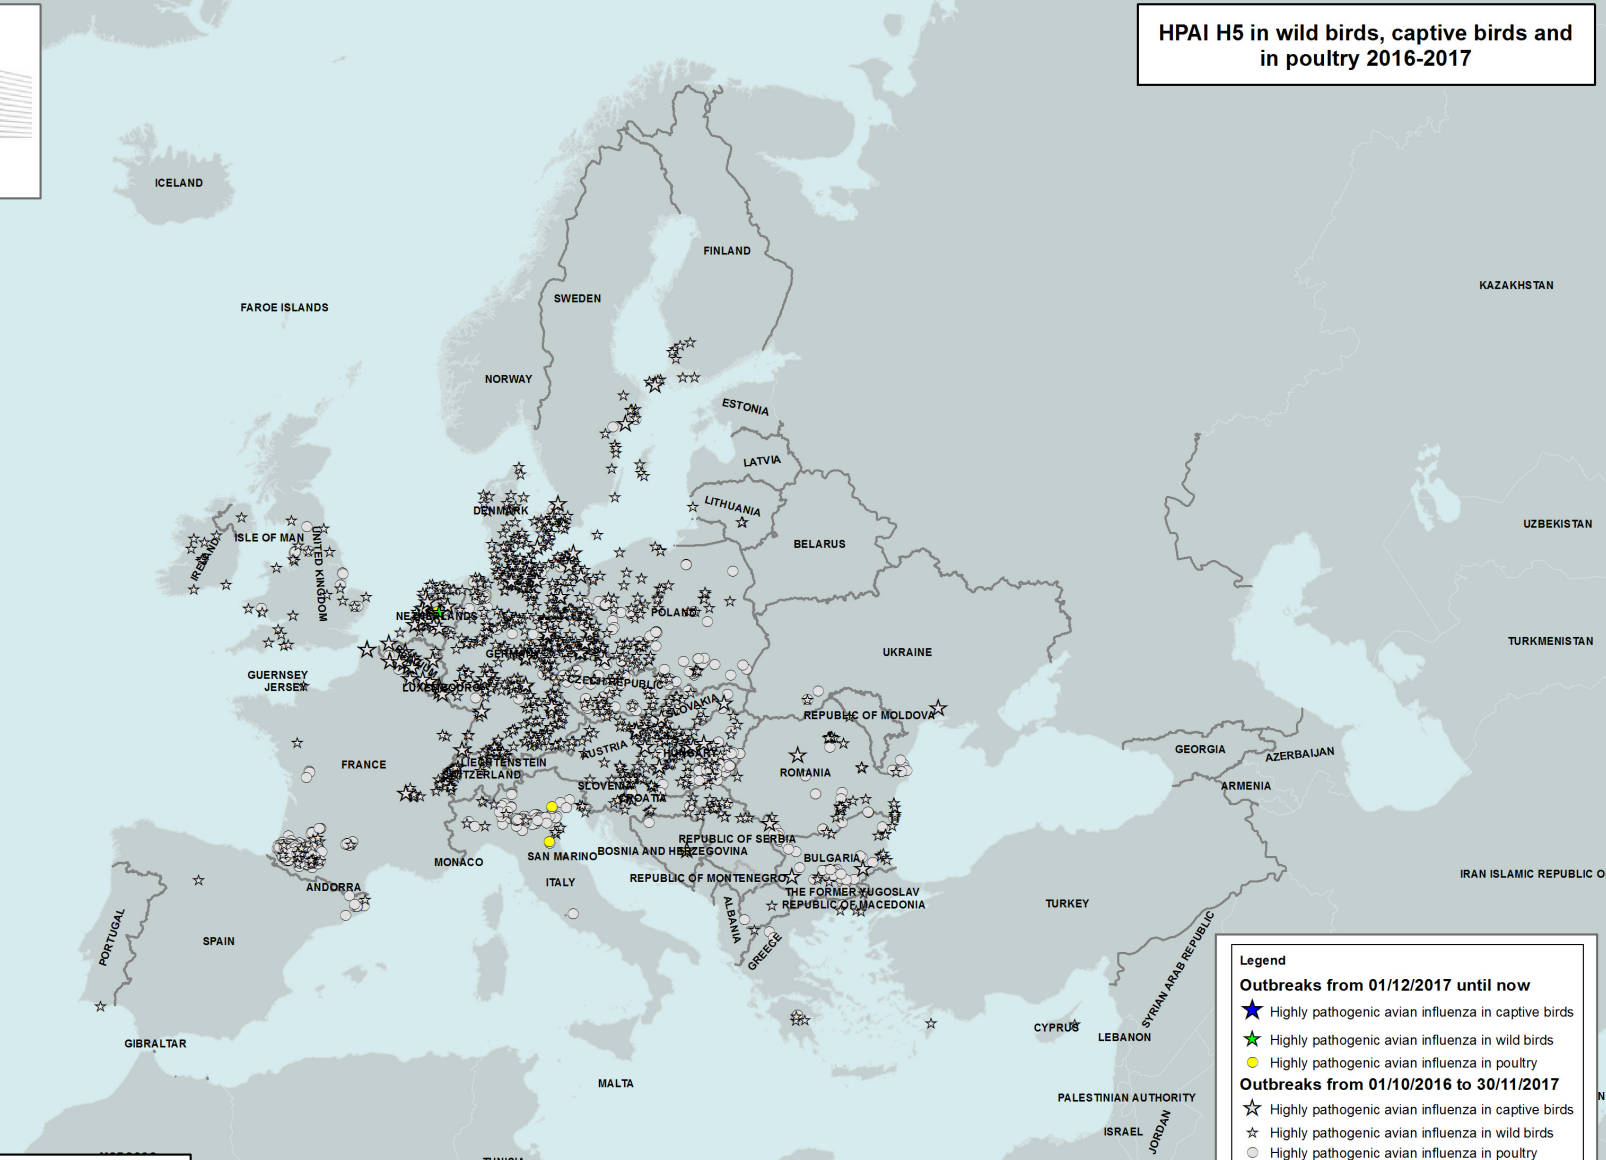 HPAI H5 in wild birds, captive birds and
in poultry 2016-2017
ICELAND
FINLAND
KAZAKHSTAN
SWEDEN
FAROE ISLANDS
NORWAY
ESTONIA
LATVIA
LITHUANIA
DENMARK
UZBEKISTAN
ISLE OF MAN
UNITED KINGDOM
IRELAND
BELARUS
NETHERLANDS
POLAND
TURKMENISTAN
GERMANY
UKRAINE
BELGIUM
GUERNSEY
JERSEY
LUXEMBOURG
CZECH REPUBLIC
SLOVAKIA
REPUBLIC OF MOLDOVA
AUSTRIA
HUNGARY
GEORGIA
AZERBAIJAN
FRANCE
LIECHTENSTEIN
SWITZERLAND
ROMANIA
SLOVENIA
CROATIA
ARMENIA
REPUBLIC OF SERBIA
BOSNIA AND HERZEGOVINA
MONACO
SAN MARINO
BULGARIA
IRAN ISLAMIC REPUBLIC O
ANDORRA
ITALY
REPUBLIC OF MONTENEGRO
THE FORMER YUGOSLAV
REPUBLIC OF MACEDONIA
TURKEY
ALBANIA
PORTUGAL
SPAIN
GREECE
SYRIAN ARAB REPUBLIC
CYPRUS
LEBANON
GIBRALTAR
MALTA
PALESTINIAN AUTHORITY
ISRAEL
JORDAN
Legend
Outbreaks from 01/12/2017 until now
Highly pathogenic avian influenza in captive birds
Highly pathogenic avian influenza in wild birds
Highly pathogenic avian influenza in poultry
Outbreaks from 01/10/2016 to 30/11/2017
Highly pathogenic avian influenza in captive birds
Highly pathogenic avian influenza in wild birds
Highly pathogenic avian influenza in poultry